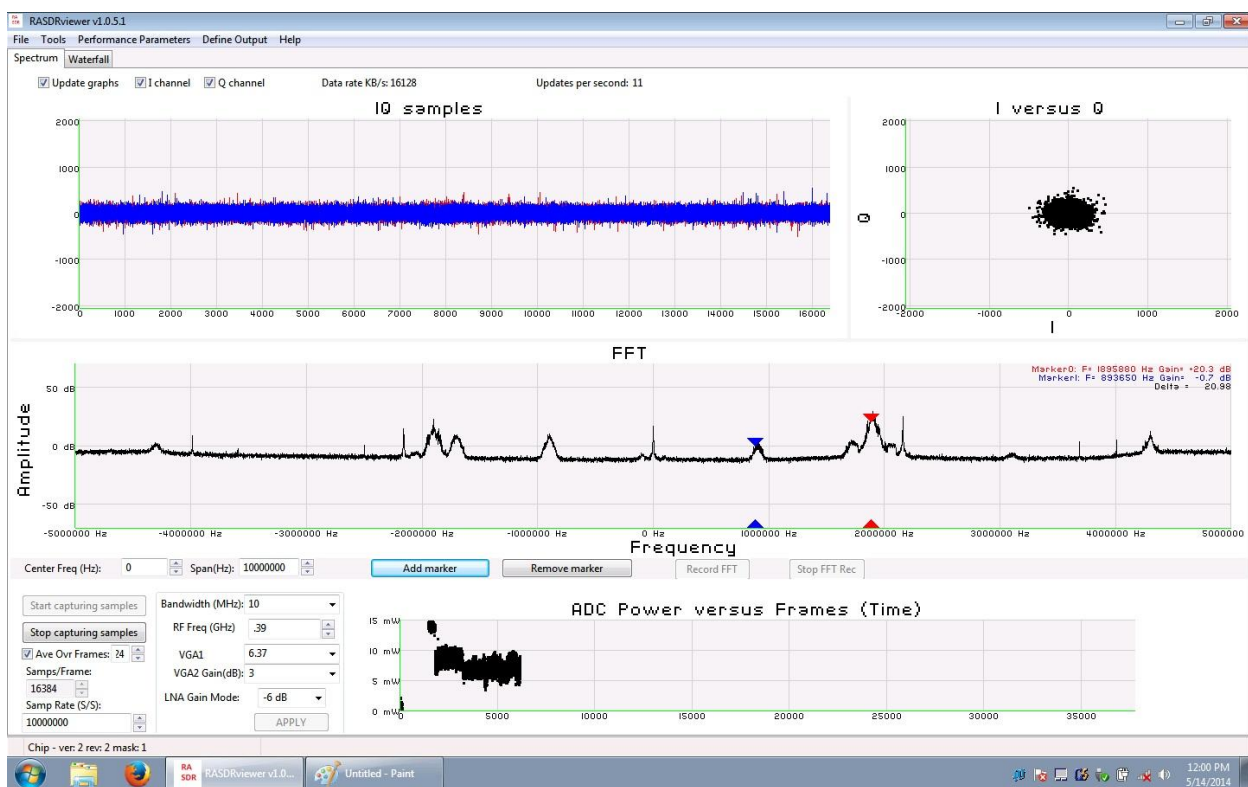 RA SDR RASDRviewer v1.0.5.1
File Tools Performance Parameters Define Output Help
Spectrum Waterfall
Update graphs I channel Q channel Data rate KB/s: 16128 Updates per second: 11
IQ samples
2000
1000
0
-1000
-2000
0 1000 2000 3000 4000 5000 6000 7000 8000 9000 10000 11000 12000 13000 14000 15000 16000
I versus Q
2000
1000
Q 0
-1000
-2000
-2000 -1000 0 1000 2000
I
FFT
Marker0: F= 1895880 Hz Gain= +20.3 dB
Marker1: F= 893650 Hz Gain= -0.7 dB
Delta = 20.98
50 dB
0 dB
-50 dB
Amplitude
-5000000 Hz -4000000 Hz -3000000 Hz -2000000 Hz -1000000 Hz 0 Hz 1000000 Hz 2000000 Hz 3000000 Hz 4000000 Hz 5000000
Frequency
Center Freq (Hz): 0 Span(Hz): 10000000 Add marker Remove marker Record FFT Stop FFT Rec
Start capturing samples
Stop capturing samples
Ave Ovr Frames: 24
Samps/Frame:
16384
Samp Rate (S/S):
10000000
Bandwidth (MHz): 10
RF Freq (GHz) .39
VGA1 6.37
VGA2 Gain(dB): 3
LNA Gain Mode: -6 dB
APPLY
ADC Power versus Frames (Time)
15 mW
10 mW
5 mW
0 mW
0 5000 10000 15000 20000 25000 30000 35000
Chip - ver: 2 rev: 2 mask: 1
RA SDR RASDRviewer v1.0... Untitled - Paint 12:00 PM
5/14/2014